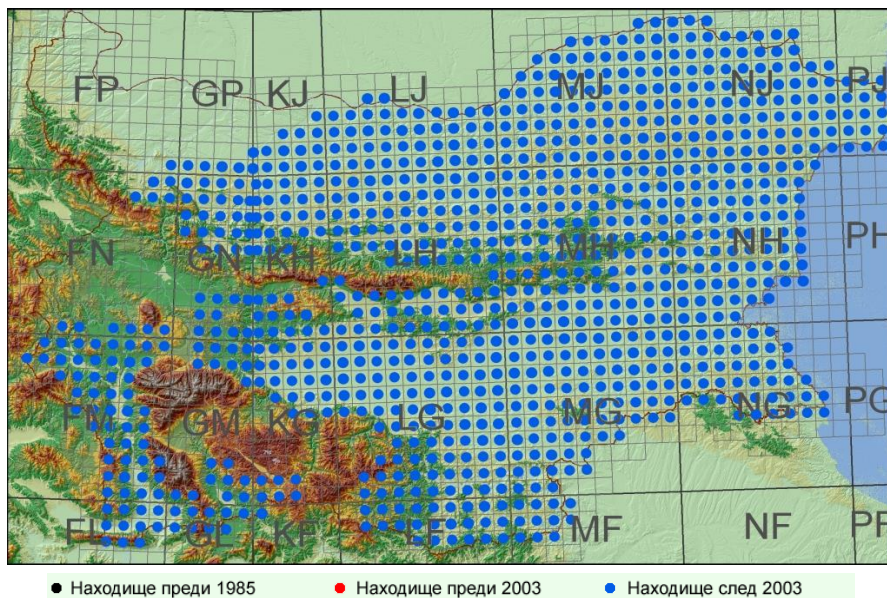 FP GP KJ LJ MJ NJ PJ
FN GN KH LH MH NH PH
FM GM KG LG MG NG PG
FL GL KF LF MF NF PF
Находище преди 1985 Находище преди 2003 Находище след 2003